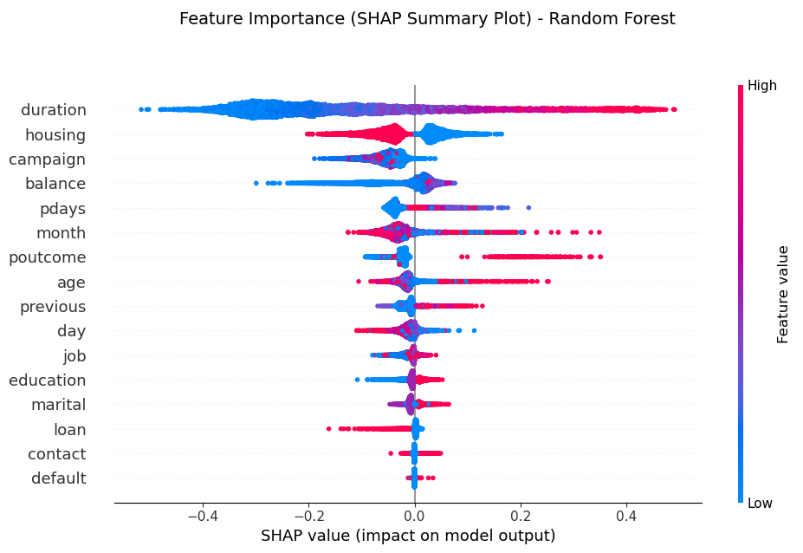 Feature Importance (SHAP Summary Plot) - Random Forest
High
duration
housing
campaign
balance
pdays
month
poutcome
age
previous
day
job
education
marital
loan
contact
default
Feature value
Low
−0.4 −0.2 0.0 0.2 0.4
SHAP value (impact on model output)